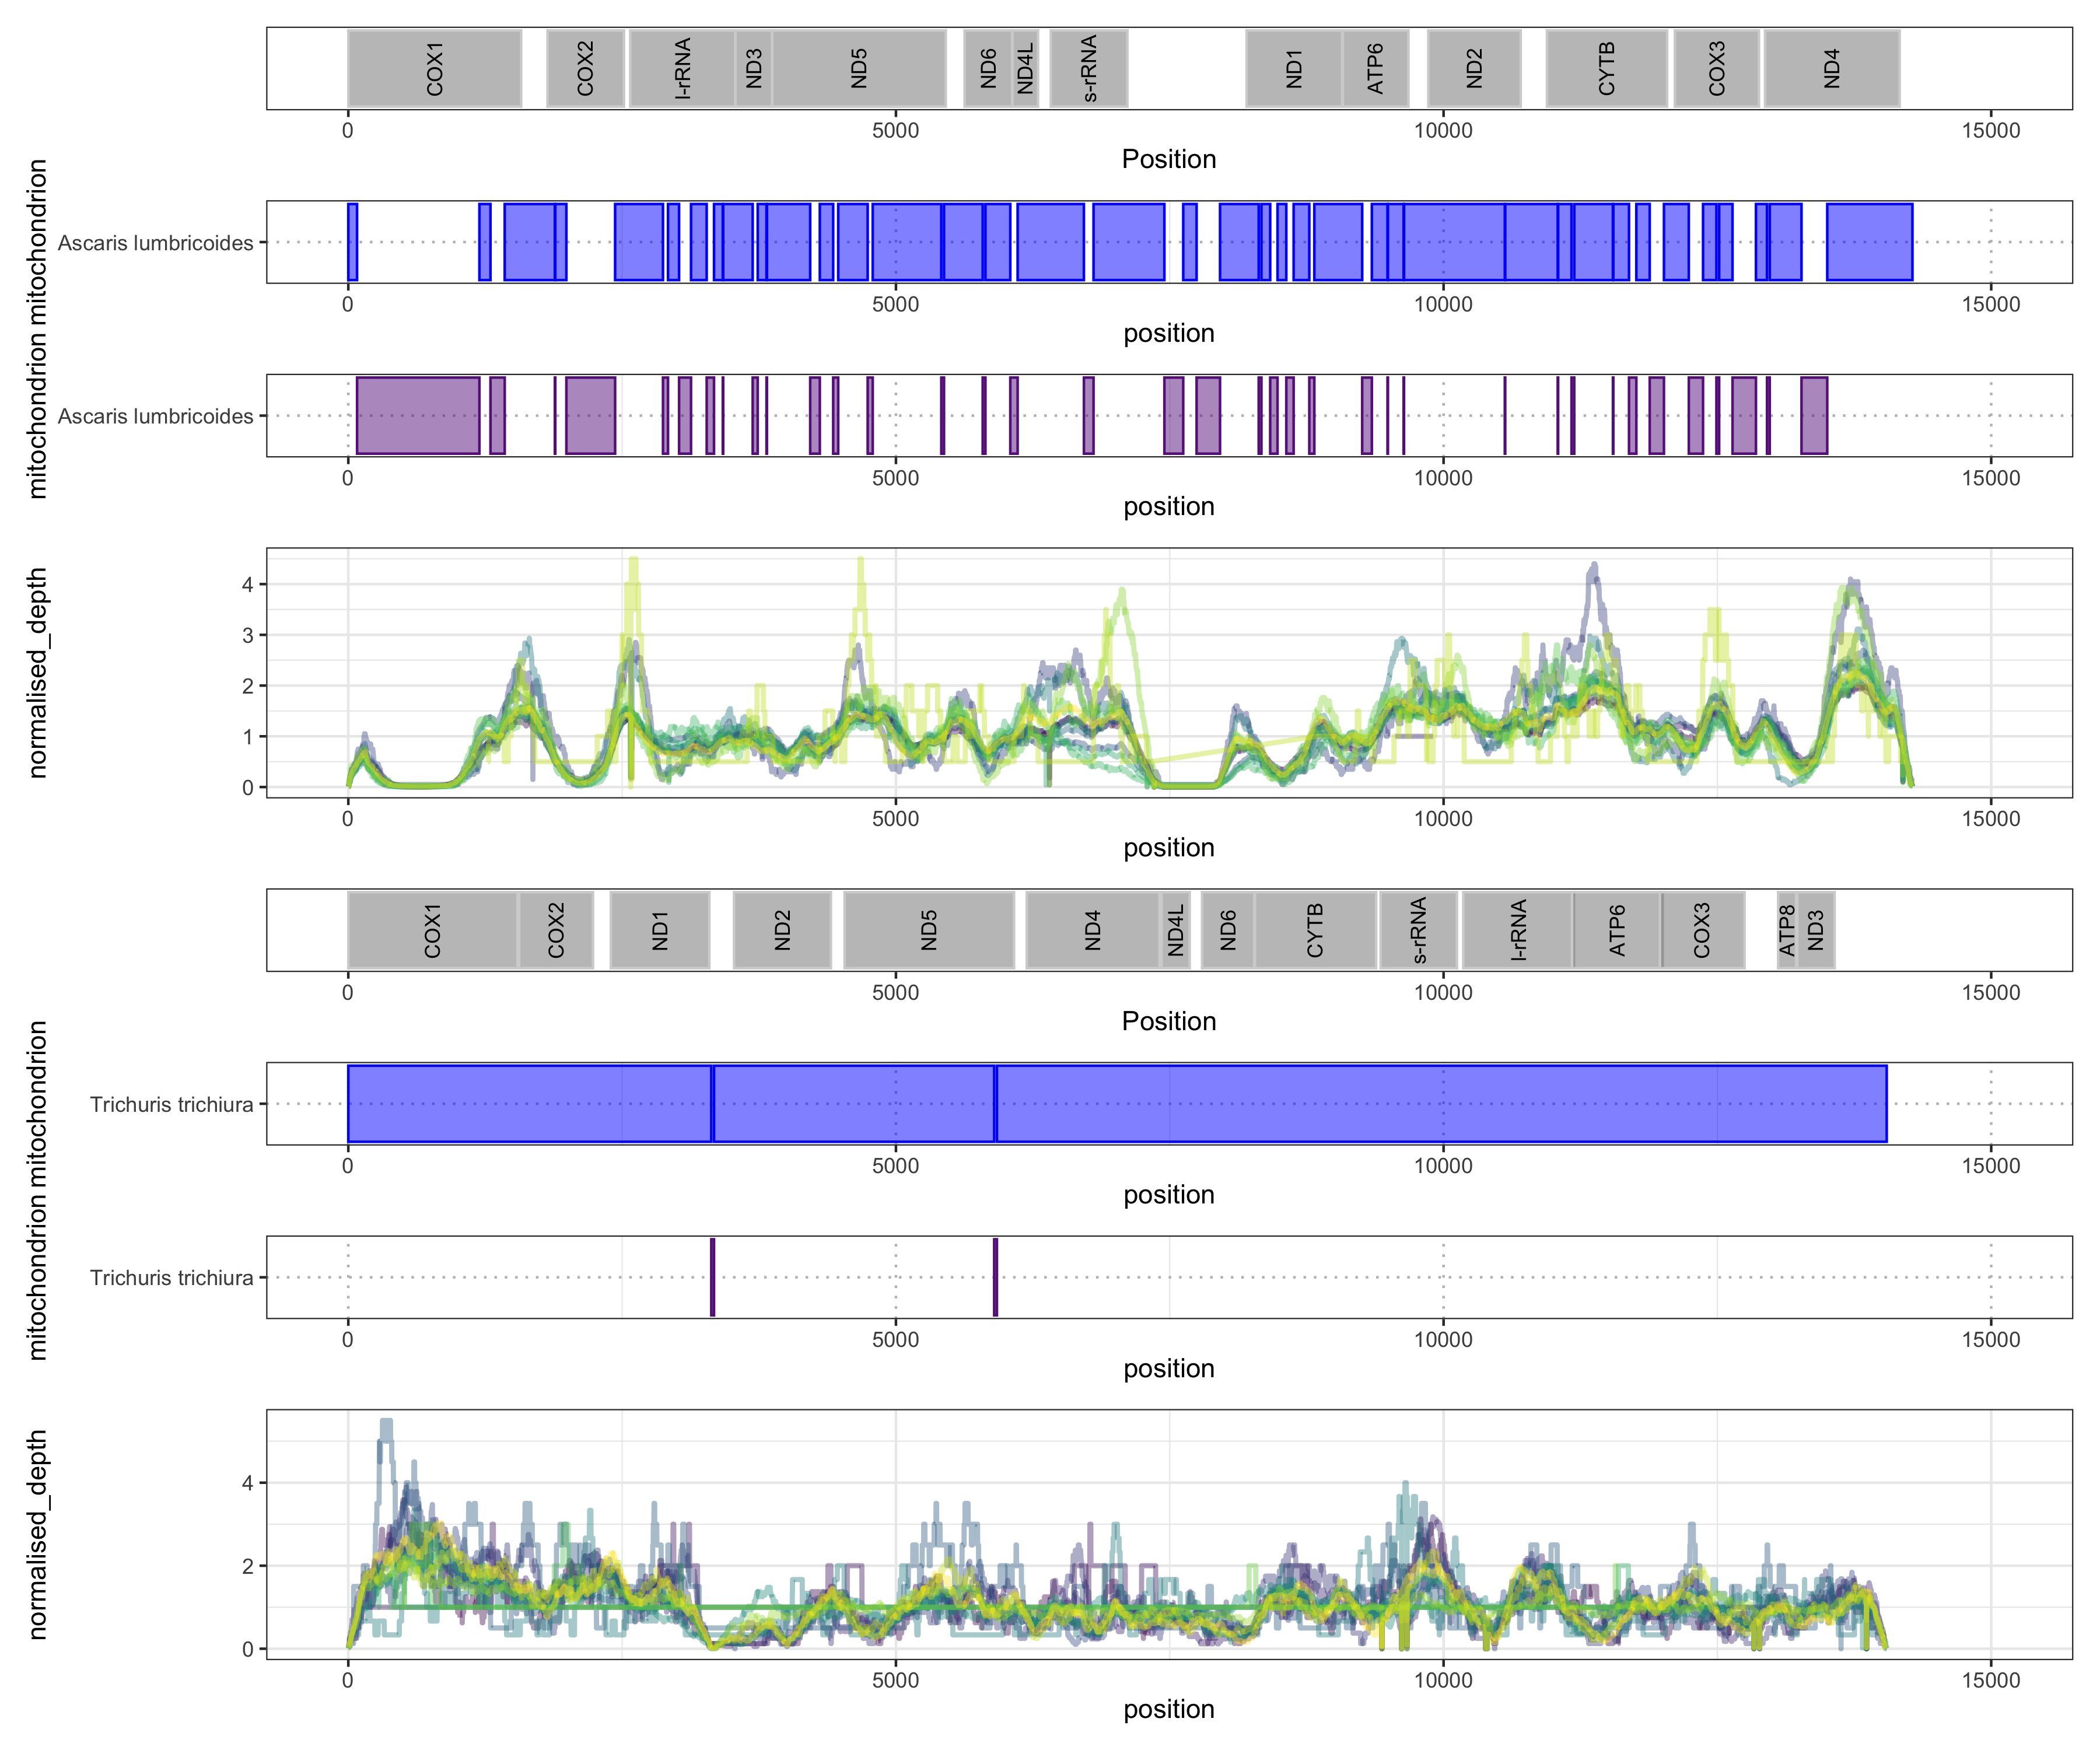 COX1 COX2 l-rRNA ND3 ND5 ND6 ND4L s-rRNA ND1 ATP6 ND2 CYTB COX3 ND4
0 5000 10000 15000
Position
mitochondrion mitochondrion
Ascaris lumbricoides
0 5000 10000 15000
position
Ascaris lumbricoides
0 5000 10000 15000
position
normalised_depth
4
3
2
1
0
0 5000 10000 15000
position
COX1 COX2 ND1 ND2 ND5 ND4 ND4L ND6 CYTB s-rRNA l-rRNA ATP6 COX3 ATP8 ND3
0 5000 10000 15000
Position
mitochondrion mitochondrion
Trichuris trichiura
0 5000 10000 15000
position
Trichuris trichiura
0 5000 10000 15000
position
normalised_depth
4
2
0
0 5000 10000 15000
position